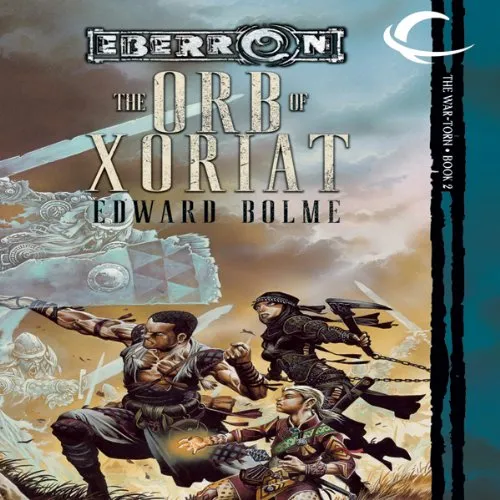 EBERRON
THE ORB OF
XORIAT
EDWARD BOLME
THE WAR-TORN • BOOK 2